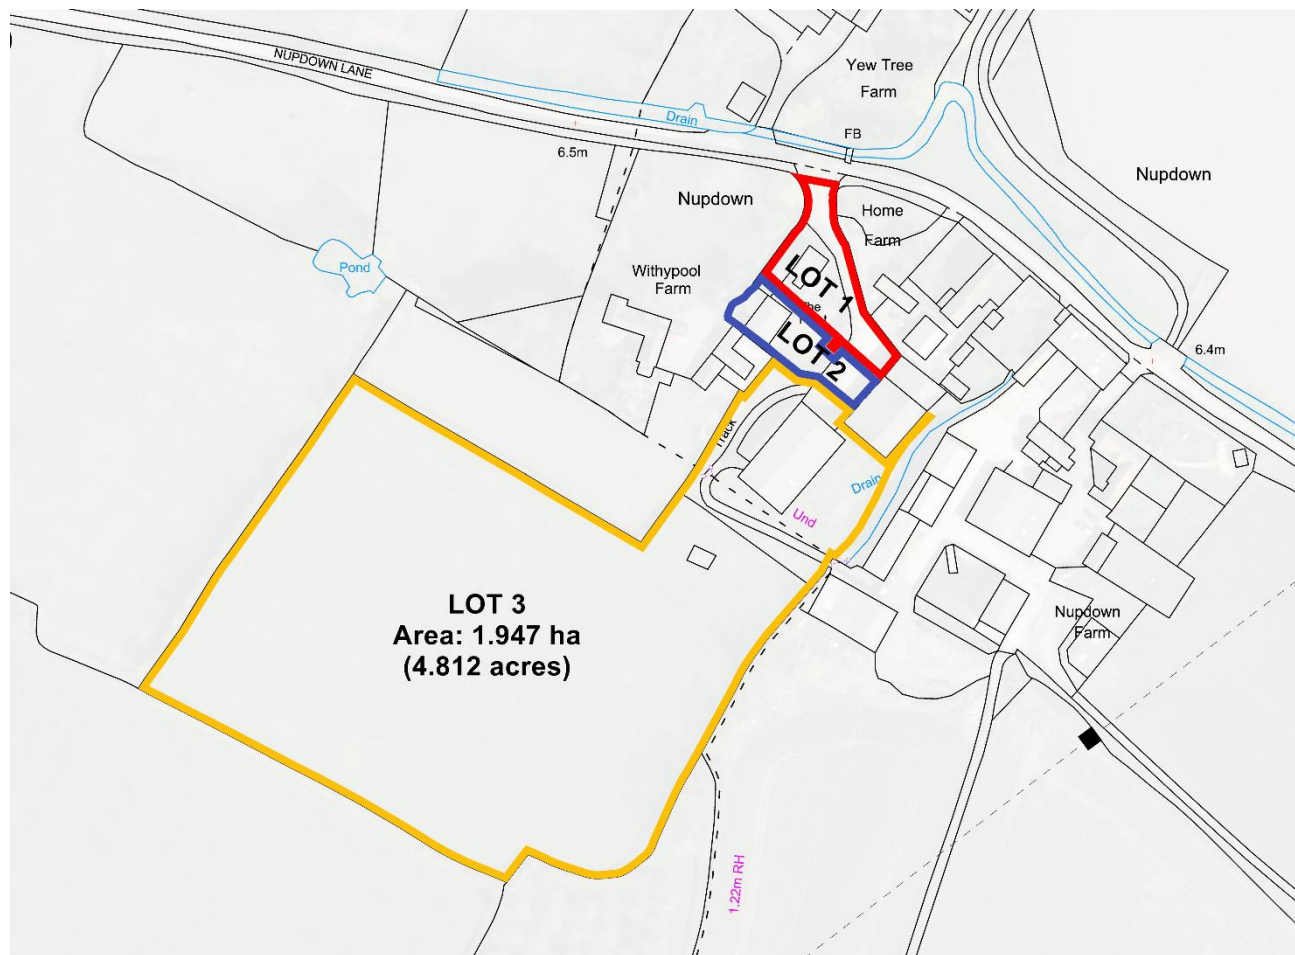 NUPDOWN LANE
Yew Tree
Farm
Drain
FB
6.5m
Nupdown
Nupdown
Home
Farm
Pond
Withypool
Farm
LOT 1
LOT 2
6.4m
Track
Drain
Und
LOT 3
Area: 1.947 ha
(4.812 acres)
Nupdown
Farm
1.22m RH